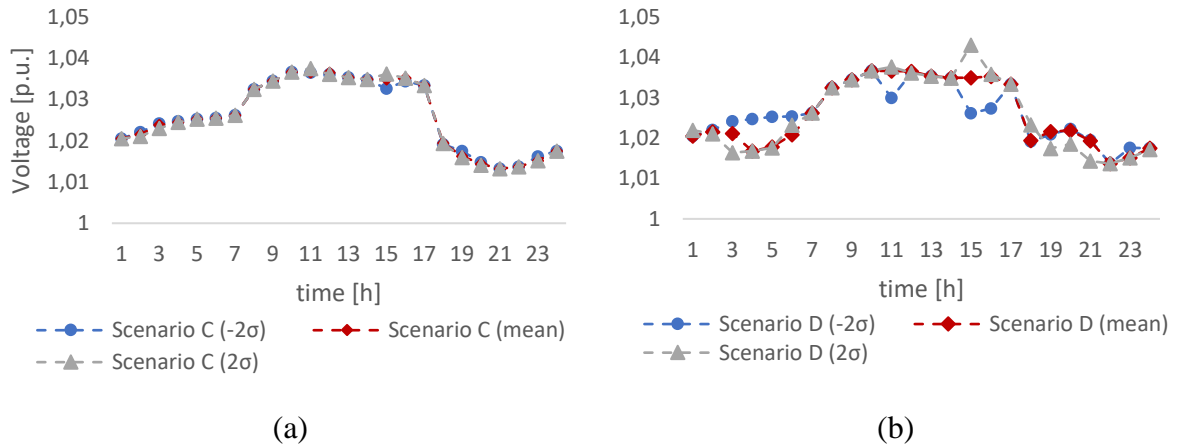 1,05
1,04
1,03
1,02
1,01
1
Voltage [p.u.]
1 3 5 7 9 11 13 15 17 19 21 23
time [h]
Scenario C (-2σ) Scenario C (mean)
Scenario C (2σ)
(a)
1,05
1,04
1,03
1,02
1,01
1
1 3 5 7 9 11 13 15 17 19 21 23
time [h]
Scenario D (-2σ) Scenario D (mean)
Scenario D (2σ)
(b)